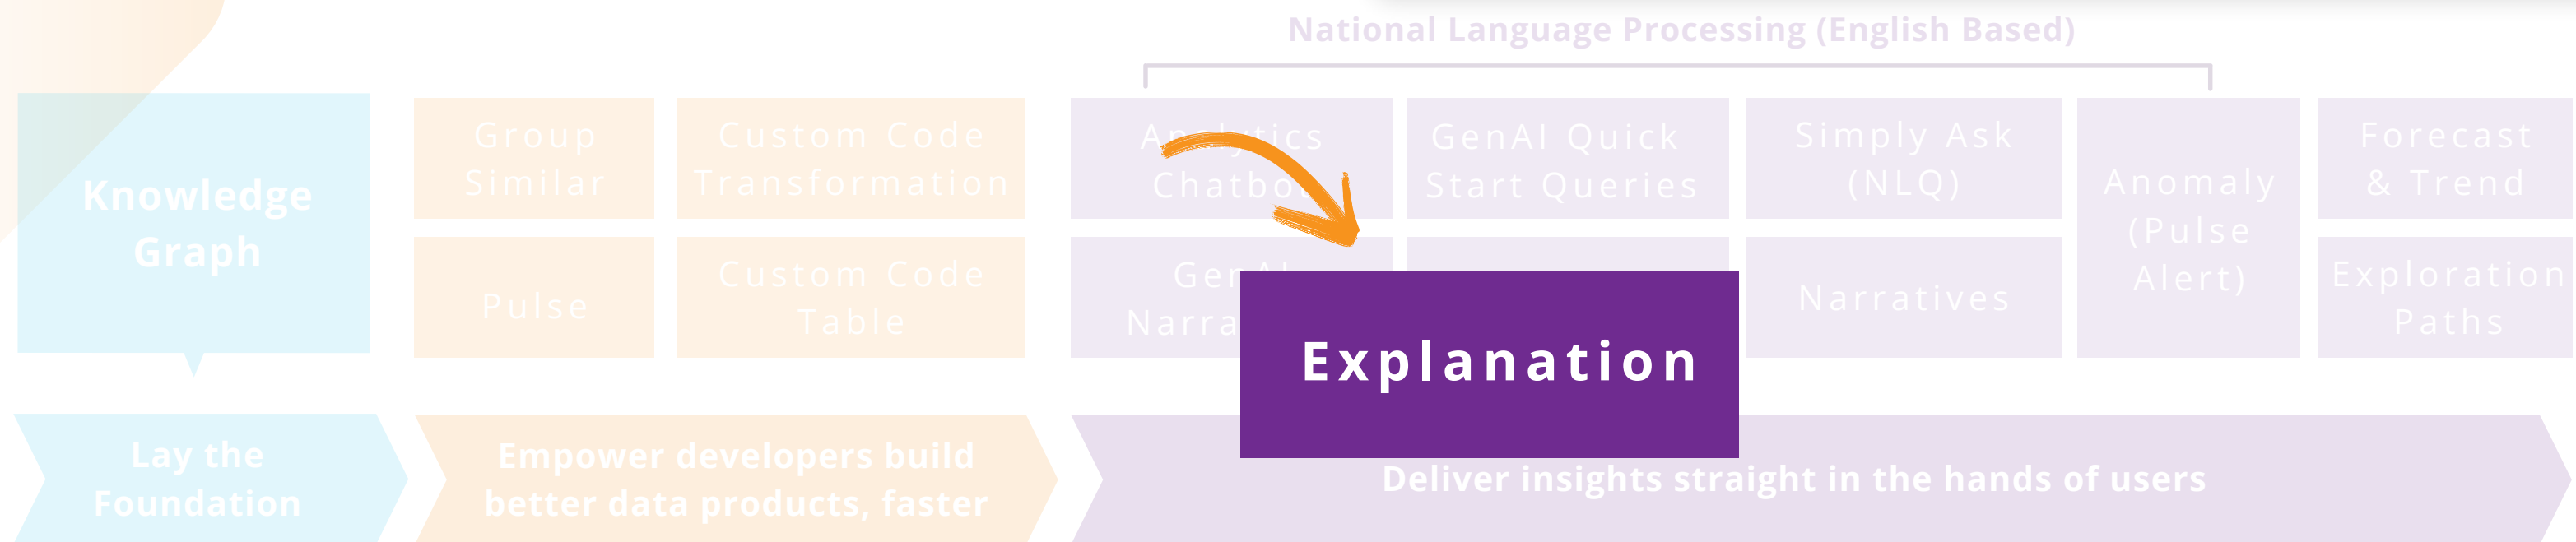 National Language Processing (English Based)
Knowledge
Graph
Group
Similar
Custom Code
Transformation
Analytics
Chatbot
GenAI Quick
Start Queries
Simply Ask
(NLQ)
Anomaly
(Pulse
Alert)
Forecast
& Trend
Pulse
Custom Code
Table
Explanation
Narratives
Exploration
Paths
Lay the
Foundation
Empower developers build
better data products, faster
Deliver insights straight in the hands of users